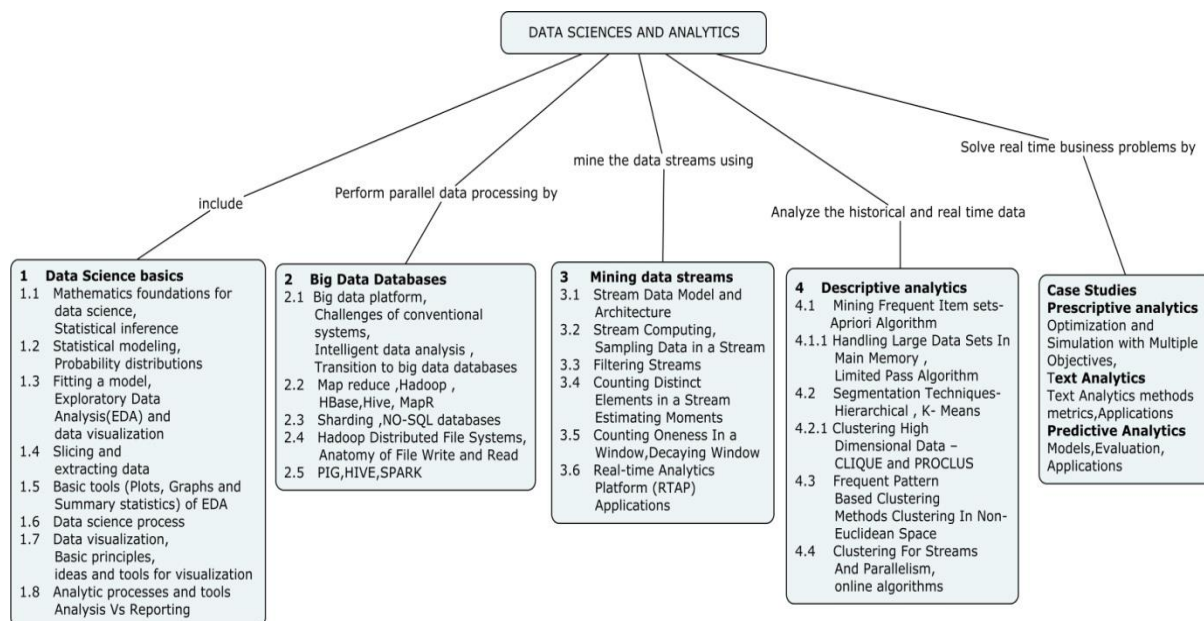 DATA SCIENCES AND ANALYTICS
include
Perform parallel data processing by
mine the data streams using
Analyze the historical and real time data
Solve real time business problems by
1 Data Science basics
1.1 Mathematics foundations for
data science,
Statistical inference
1.2 Statistical modeling,
Probability distributions
1.3 Fitting a model,
Exploratory Data
Analysis(EDA) and
data visualization
1.4 Slicing and
extracting data
1.5 Basic tools (Plots, Graphs and
Summary statistics) of EDA
1.6 Data science process
1.7 Data visualization,
Basic principles,
ideas and tools for visualization
1.8 Analytic processes and tools
Analysis Vs Reporting
2 Big Data Databases
2.1 Big data platform,
Challenges of conventional
systems,
Intelligent data analysis ,
Transition to big data databases
2.2 Map reduce ,Hadoop ,
HBase,Hive, MapR
2.3 Sharding ,NO-SQL databases
2.4 Hadoop Distributed File Systems,
Anatomy of File Write and Read
2.5 PIG,HIVE,SPARK
3 Mining data streams
3.1 Stream Data Model and
Architecture
3.2 Stream Computing,
Sampling Data in a Stream
3.3 Filtering Streams
3.4 Counting Distinct
Elements in a Stream
Estimating Moments
3.5 Counting Oneness In a
Window,Decaying Window
3.6 Real-time Analytics
Platform (RTAP)
Applications
4 Descriptive analytics
4.1 Mining Frequent Item sets-
Apriori Algorithm
4.1.1 Handling Large Data Sets In
Main Memory ,
Limited Pass Algorithm
4.2 Segmentation Techniques-
Hierarchical , K- Means
4.2.1 Clustering High
Dimensional Data –
CLIQUE and PROCLUS
4.3 Frequent Pattern
Based Clustering
Methods Clustering In Non-
Euclidean Space
4.4 Clustering For Streams
And Parallelism,
online algorithms
Case Studies
Prescriptive analytics
Optimization and
Simulation with Multiple
Objectives,
Text Analytics
Text Analytics methods
metrics,Applications
Predictive Analytics
Models,Evaluation,
Applications